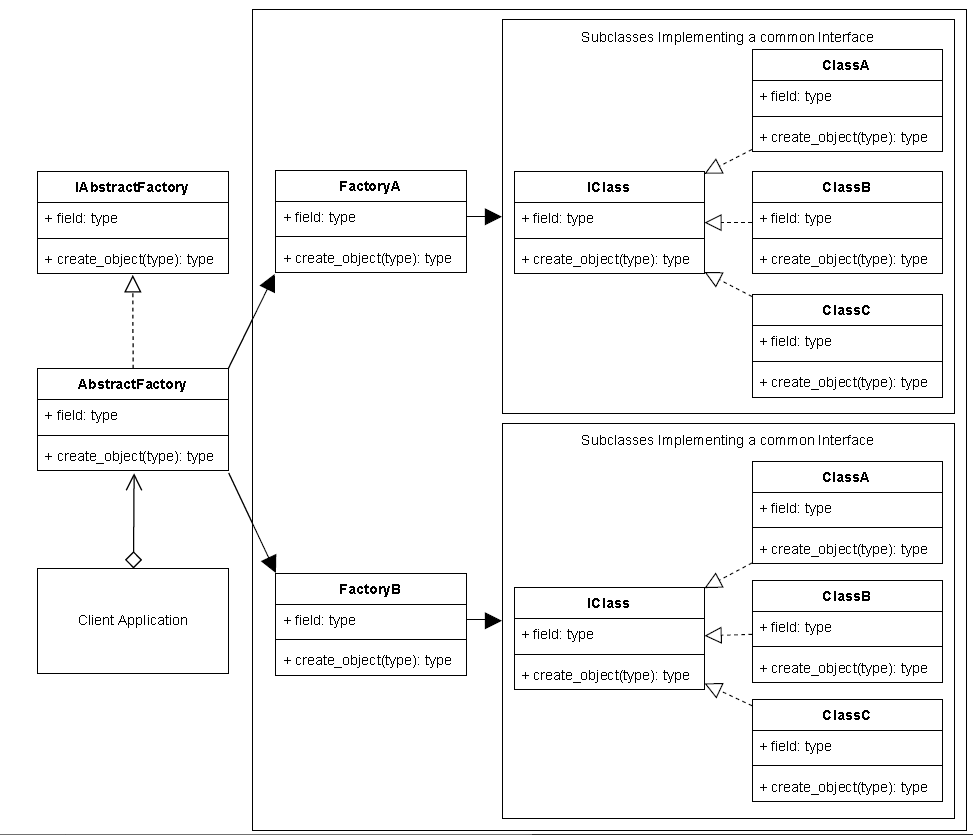 Subclasses Implementing a common Interface
ClassA
+ field: type
+ create_object(type): type
IAbstractFactory
+ field: type
+ create_object(type): type
FactoryA
+ field: type
+ create_object(type): type
IClass
+ field: type
+ create_object(type): type
ClassB
+ field: type
+ create_object(type): type
ClassC
+ field: type
+ create_object(type): type
AbstractFactory
+ field: type
+ create_object(type): type
Subclasses Implementing a common Interface
ClassA
+ field: type
+ create_object(type): type
Client Application
FactoryB
+ field: type
+ create_object(type): type
IClass
+ field: type
+ create_object(type): type
ClassB
+ field: type
+ create_object(type): type
ClassC
+ field: type
+ create_object(type): type